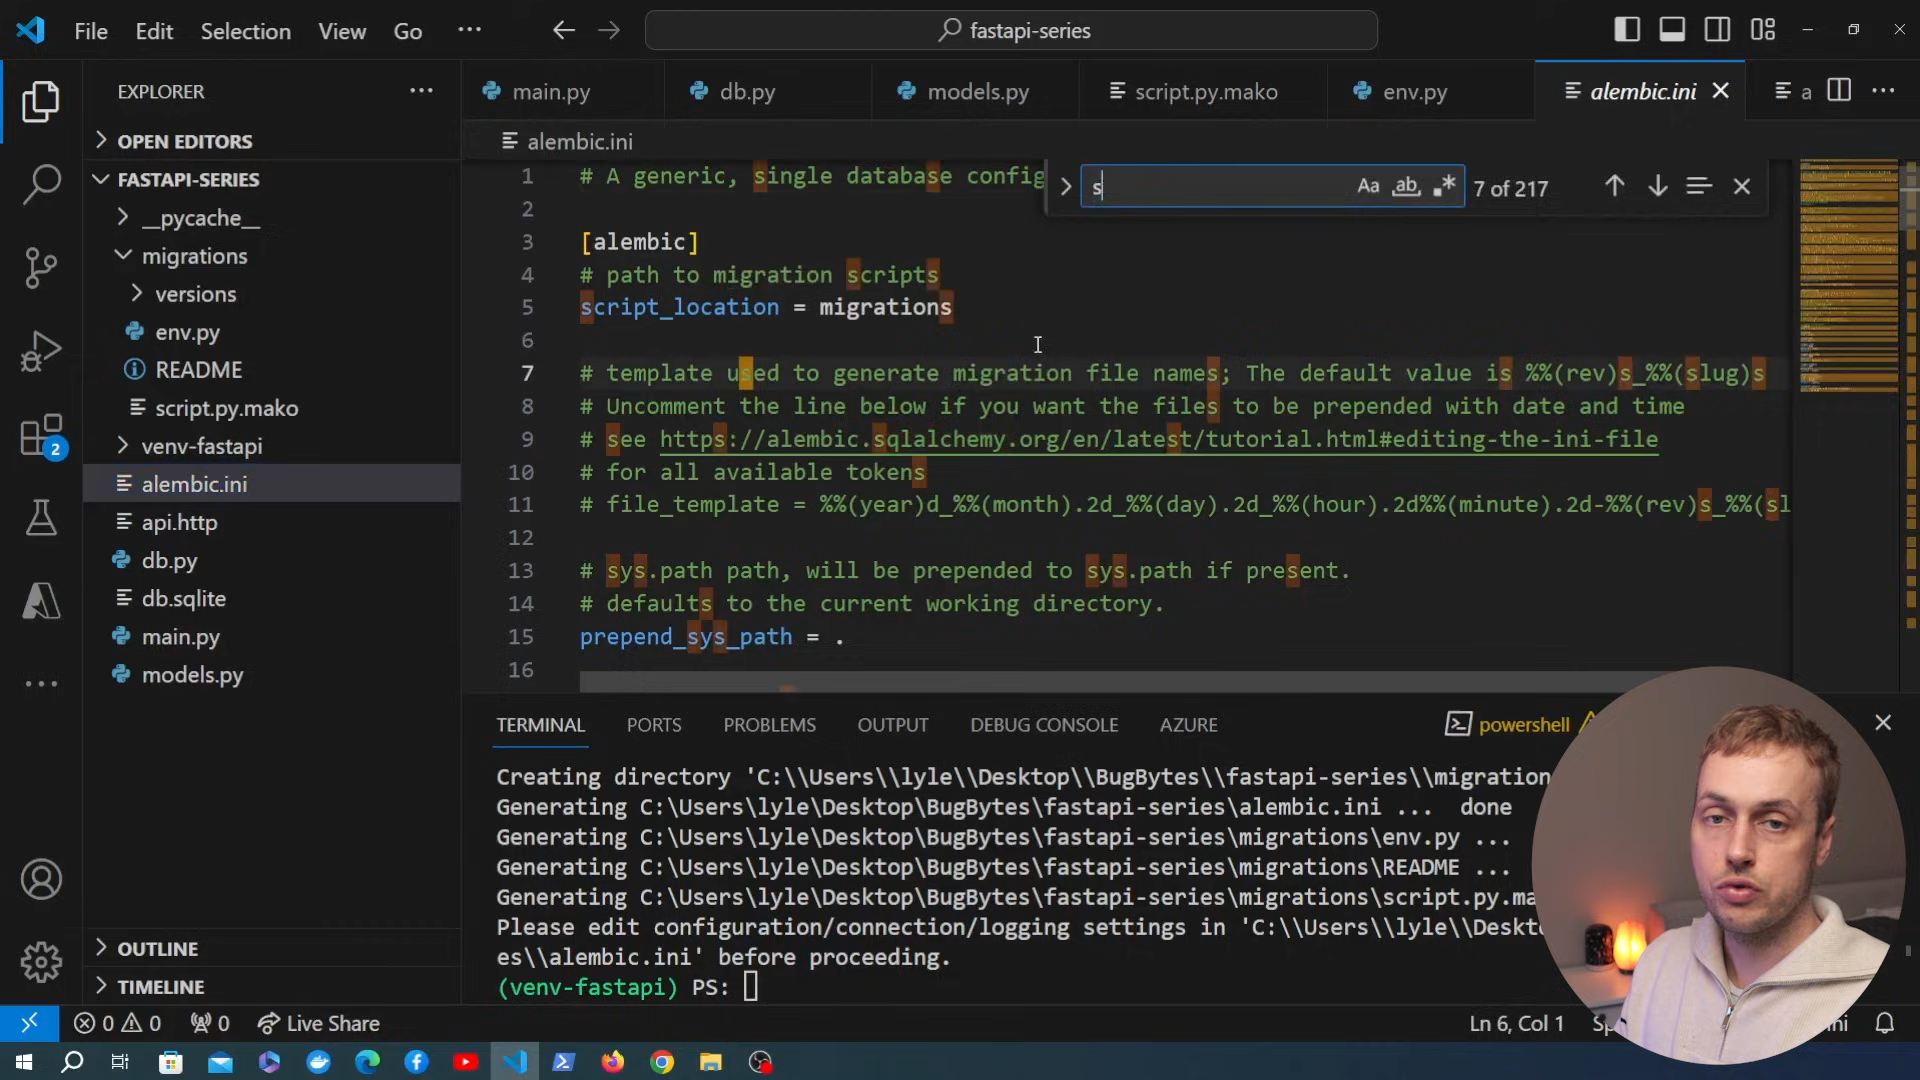 File Edit Selection View Go ··· fastapi-series
EXPLORER
OPEN EDITORS
FASTAPI-SERIES
__pycache__
migrations
versions
env.py
README
script.py.mako
venv-fastapi
alembic.ini
api.http
db.py
db.sqlite
main.py
models.py
OUTLINE
TIMELINE
2
main.py db.py models.py script.py.mako env.py alembic.ini a
alembic.ini
s Aa ab 7 of 217
1 # A generic, single database config
2
3 [alembic]
4 # path to migration scripts
5 script_location = migrations
6
7 # template used to generate migration file names; The default value is %%(rev)s_%%(slug)s
8 # Uncomment the line below if you want the files to be prepended with date and time
9 # see https://alembic.sqlalchemy.org/en/latest/tutorial.html#editing-the-ini-file
10 # for all available tokens
11 # file_template = %%(year)d_%%(month).2d_%%(day).2d_%%(hour).2d%%(minute).2d-%%(rev)s_%%(sl
12
13 # sys.path path, will be prepended to sys.path if present.
14 # defaults to the current working directory.
15 prepend_sys_path = .
16
TERMINAL PORTS PROBLEMS OUTPUT DEBUG CONSOLE AZURE powershell
Creating directory 'C:\\Users\\lyle\\Desktop\\BugBytes\\fastapi-series\\migration
Generating C:\Users\lyle\Desktop\BugBytes\fastapi-series\alembic.ini ... done
Generating C:\Users\lyle\Desktop\BugBytes\fastapi-series\migrations\env.py ...
Generating C:\Users\lyle\Desktop\BugBytes\fastapi-series\migrations\README ...
Generating C:\Users\lyle\Desktop\BugBytes\fastapi-series\migrations\script.py.ma
Please edit configuration/connection/logging settings in 'C:\\Users\\lyle\\Deskto
es\\alembic.ini' before proceeding.
(venv-fastapi) PS:
0 0 0 Live Share Ln 6, Col 1